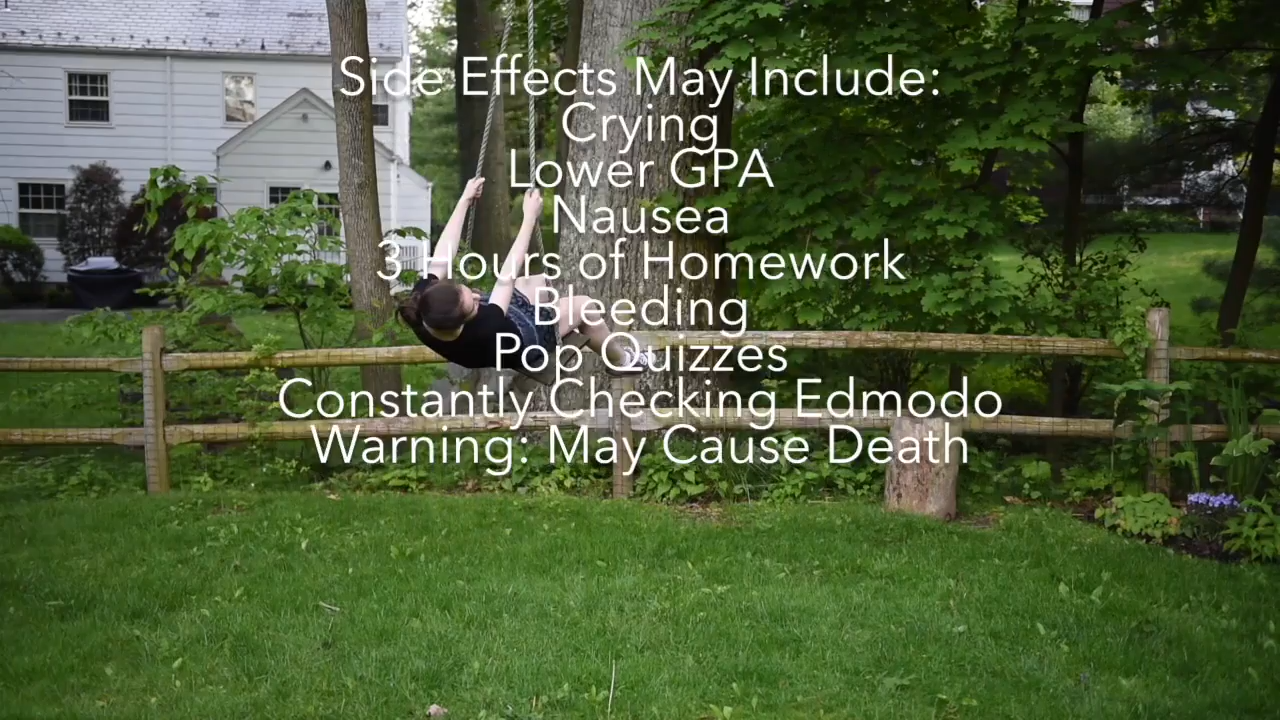 Side Effects May Include:
Crying
Lower GPA
Nausea
3 Hours of Homework
Bleeding
Pop Quizzes
Constantly Checking Edmodo
Warning: May Cause Death